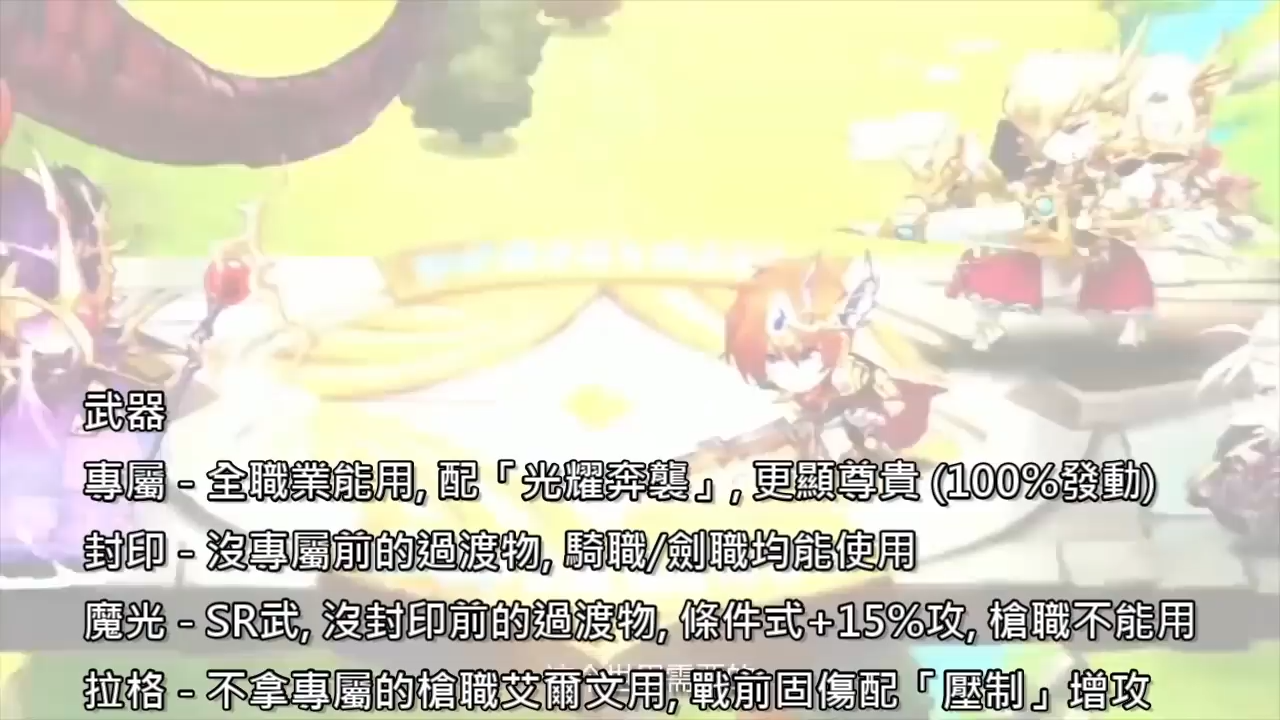 武器
專屬 - 全職業能用, 配「光耀奔襲」, 更顯尊貴 (100%發動)
封印 - 沒專屬前的過渡物, 騎職/劍職均能使用
魔光 - SR武, 沒封印前的過渡物, 條件式+15%攻, 槍職不能用
拉格 - 不拿專屬的槍職艾爾文用, 戰前固傷配「壓制」增攻